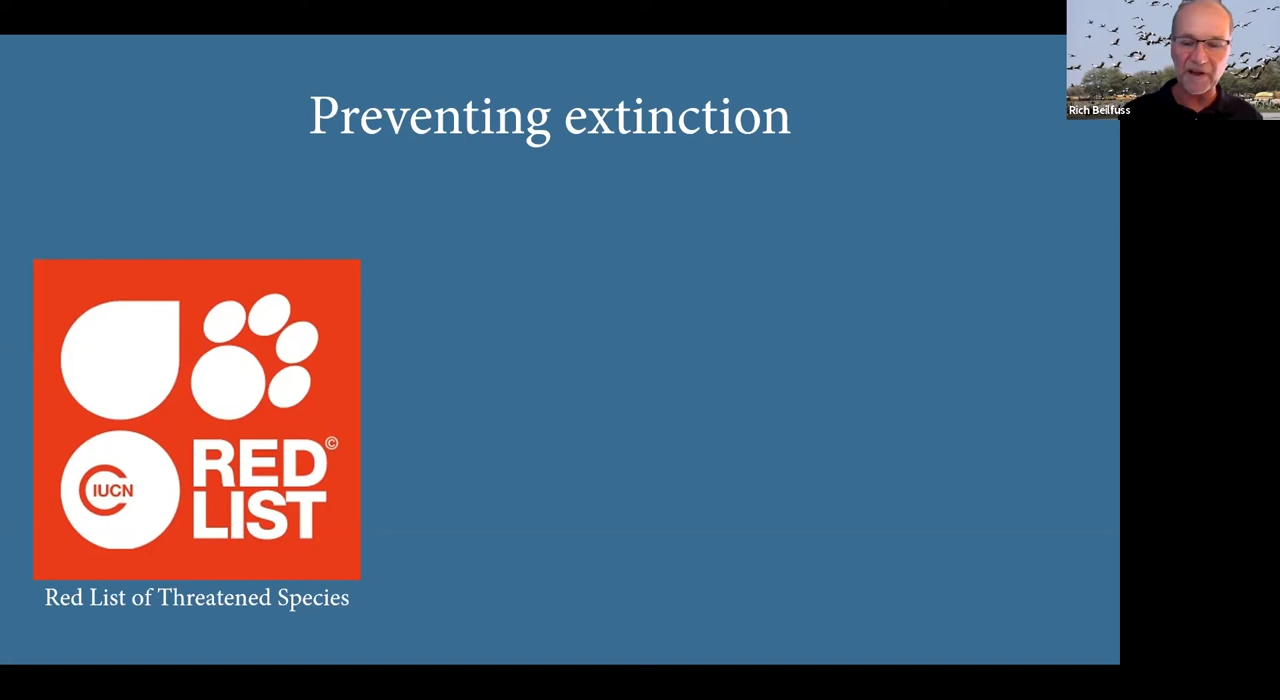 Preventing extinction
Rich Beilfuss
IUCN
RED©
LIST
Red List of Threatened Species